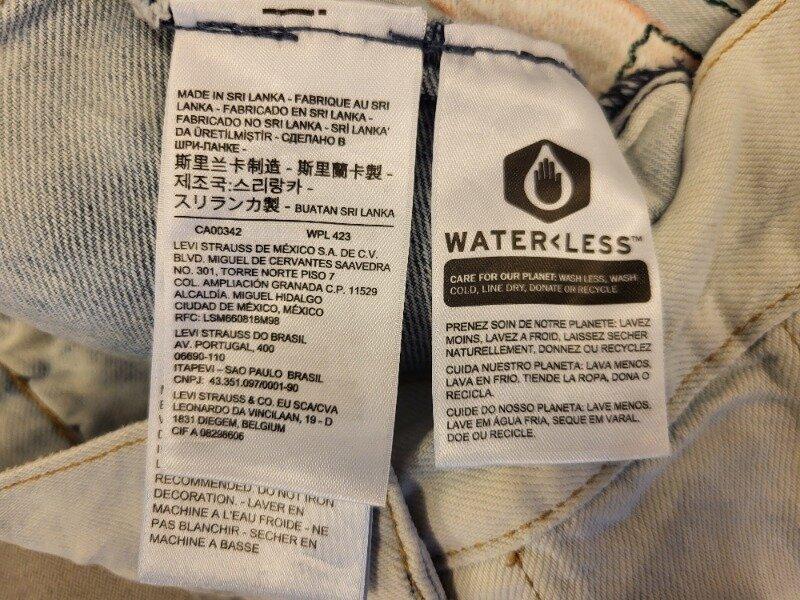 MADE IN SRI LANKA - FABRIQUE AU SRI
LANKA - FABRICADO EN SRI LANKA -
FABRICADO NO SRI LANKA - SRİ LANKA'
DA ÜRETİLMİŞTİR - СДЕЛАНО В
ШРИ-ЛАНКЕ -
斯里兰卡制造 - 斯里蘭卡製 -
제조국:스리랑카 -
スリランカ製 - BUATAN SRI LANKA
CA00342 WPL 423
LEVI STRAUSS DE MÉXICO S.A. DE C.V.
BLVD. MIGUEL DE CERVANTES SAAVEDRA
NO. 301, TORRE NORTE PISO 7
COL. AMPLIACIÓN GRANADA C.P. 11529
ALCALDÍA. MIGUEL HIDALGO
CIUDAD DE MÉXICO, MÉXICO
RFC: LSM660818M98
LEVI STRAUSS DO BRASIL
AV. PORTUGAL, 400
06690-110
ITAPEVI – SAO PAULO BRASIL
CNPJ: 43.351.097/0001-90
LEVI STRAUSS & CO. EU SCA/CVA
LEONARDO DA VINCILAAN, 19 - D
1831 DIEGEM, BELGIUM
CIF A 08298606
RECOMMENDED. DO NOT IRON
DECORATION. - LAVER EN
MACHINE A L'EAU FROIDE - NE
PAS BLANCHIR - SECHER EN
MACHINE A BASSE
WATER<LESS™
CARE FOR OUR PLANET: WASH LESS, WASH
COLD, LINE DRY, DONATE OR RECYCLE.
PRENEZ SOIN DE NOTRE PLANETE: LAVEZ
MOINS, LAVEZ A FROID, LAISSEZ SECHER
NATURELLEMENT, DONNEZ OU RECYCLEZ
CUIDA NUESTRO PLANETA: LAVA MENOS,
LAVA EN FRIO, TIENDE LA ROPA, DONA O
RECICLA.
CUIDE DO NOSSO PLANETA: LAVE MENOS,
LAVE EM ÁGUA FRIA, SEQUE EM VARAL,
DOE OU RECICLE.